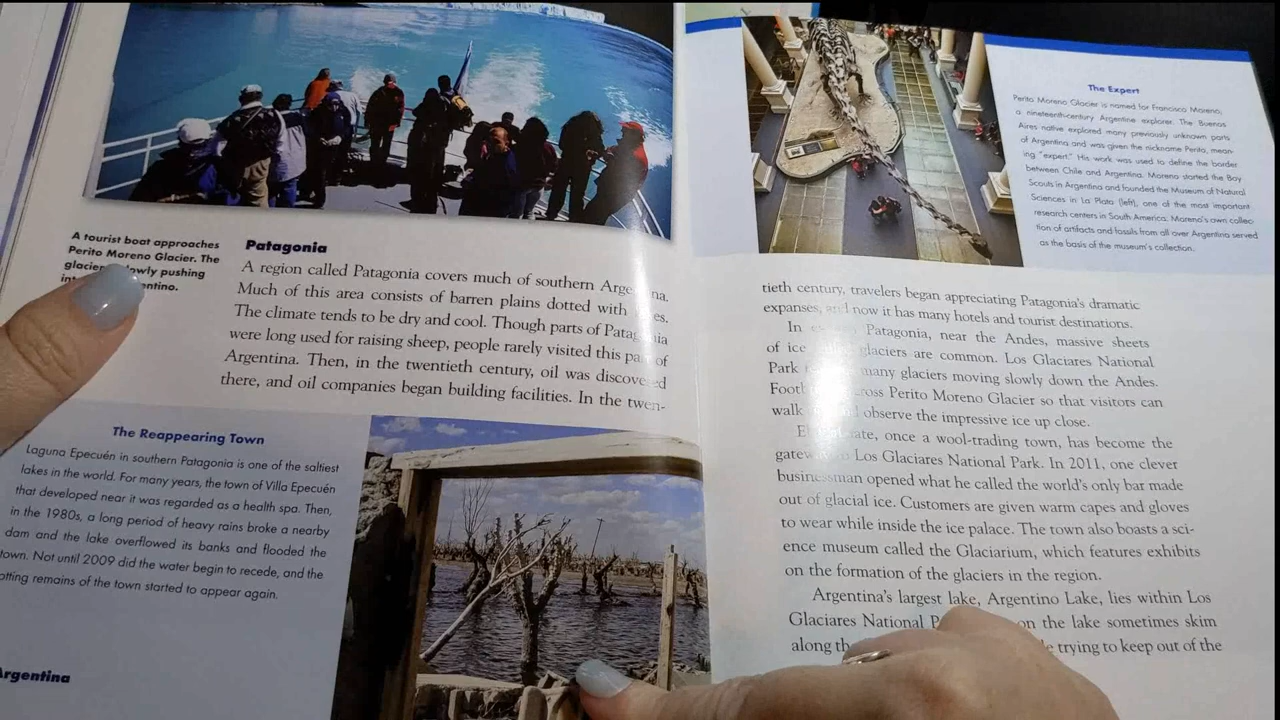 A tourist boat approaches
Perito Moreno Glacier. The
pushing
Patagonia
A region called Patagonia covers much of southern
Much of this area consists of barren plains dotted with
The climate tends to be dry and cool. Though parts of
were long used for raising sheep, people rarely visited this of
Argentina. Then, in the twentieth century, oil was
there, and oil companies began building facilities. In the twen-
The Reappearing Town
Laguna Epecuén in southern Patagonia is one of the saltiest
lakes in the world. For many years, the town of Villa Epecuén
that developed near it was regarded as a health spa. Then,
in the 1980s, a long period of heavy rains broke a nearby
dam and the lake overflowed its banks and flooded the
town. Not until 2009 did the water begin to recede, and the
remains of the town started to appear again.
Argentina
The Expert
Perito Moreno Glacier is named for Francisco Moreno,
a nineteenth-century Argentine explorer. The Buenos
Aires native explored many previously unknown parts
of Argentina and was given the nickname Perito, mean-
ing "expert." His work was used to define the border
between Chile and Argentina. Moreno started the Boy
Scouts in Argentina and founded the Museum of Natural
Sciences in La Plata (left), one of the most important
research centers in South America. Moreno's own collec-
tion of artifacts and fossils from all over Argentina served
as the basis of the museum's collection.
tieth century, travelers began appreciating Patagonia's dramatic
expanses, and now it has many hotels and tourist destinations.
In Patagonia, near the Andes, massive sheets
of ice glaciers are common. Los Glaciares National
Park many glaciers moving slowly down the Andes.
Perito Moreno Glacier so that visitors can
walk observe the impressive ice up close.
once a wool-trading town, has become the
Los Glaciares National Park. In 2011, one clever
businessman opened what he called the world's only bar made
out of glacial ice. Customers are given warm capes and gloves
to wear while inside the ice palace. The town also boasts a sci-
ence museum called the Glaciarium, which features exhibits
on the formation of the glaciers in the region.
Argentina's largest lake, Argentino Lake, lies within Los
Glaciares National on the lake sometimes skim
along trying to keep out of the